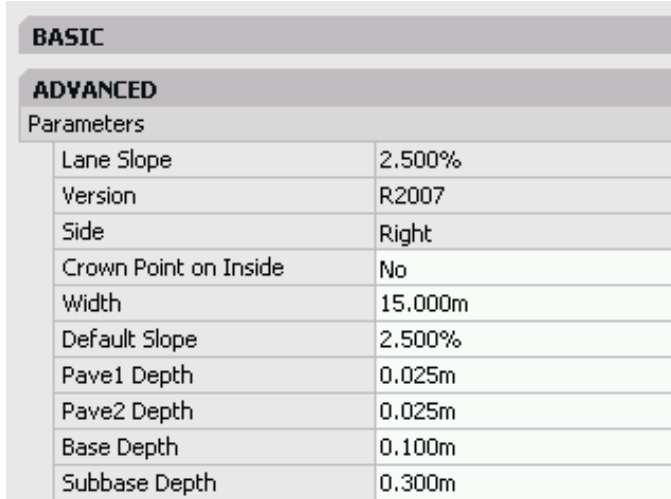 BASIC
ADVANCED
Parameters
Lane Slope 2.500%
Version R2007
Side Right
Crown Point on Inside No
Width 15.000m
Default Slope 2.500%
Pave1 Depth 0.025m
Pave2 Depth 0.025m
Base Depth 0.100m
Subbase Depth 0.300m